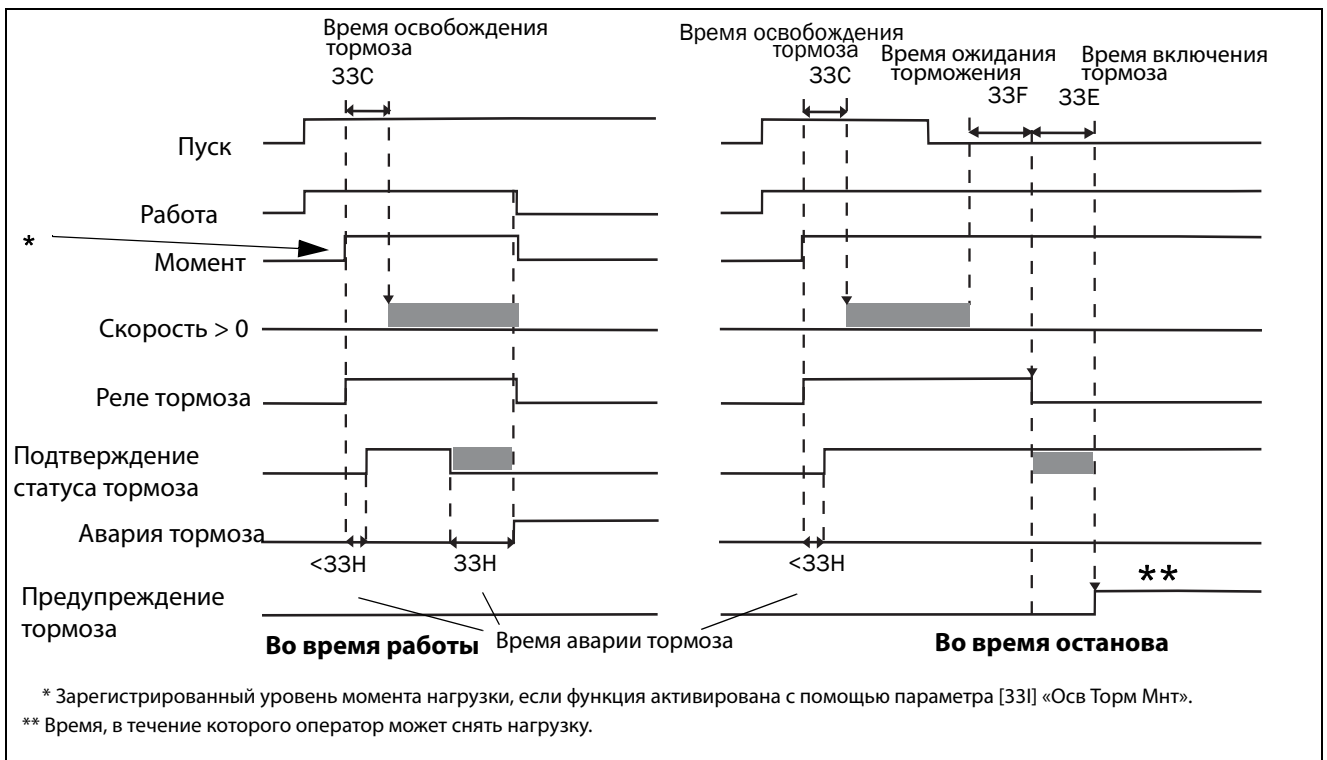 Время освобождения
тормоза
33C
Время освобождения
тормоза
33C
Время ожидания
торможения
33F
Время включения
тормоза
33E
Пуск
Работа
*
Момент
Скорость > 0
Реле тормоза
Подтверждение
статуса тормоза
Авария тормоза
<33H
33H
<33H
**
Предупреждение
тормоза
Во время работы
Время аварии тормоза
Во время останова
* Зарегистрированный уровень момента нагрузки, если функция активирована с помощью параметра [33I] «Осв Торм Мнт».
** Время, в течение которого оператор может снять нагрузку.